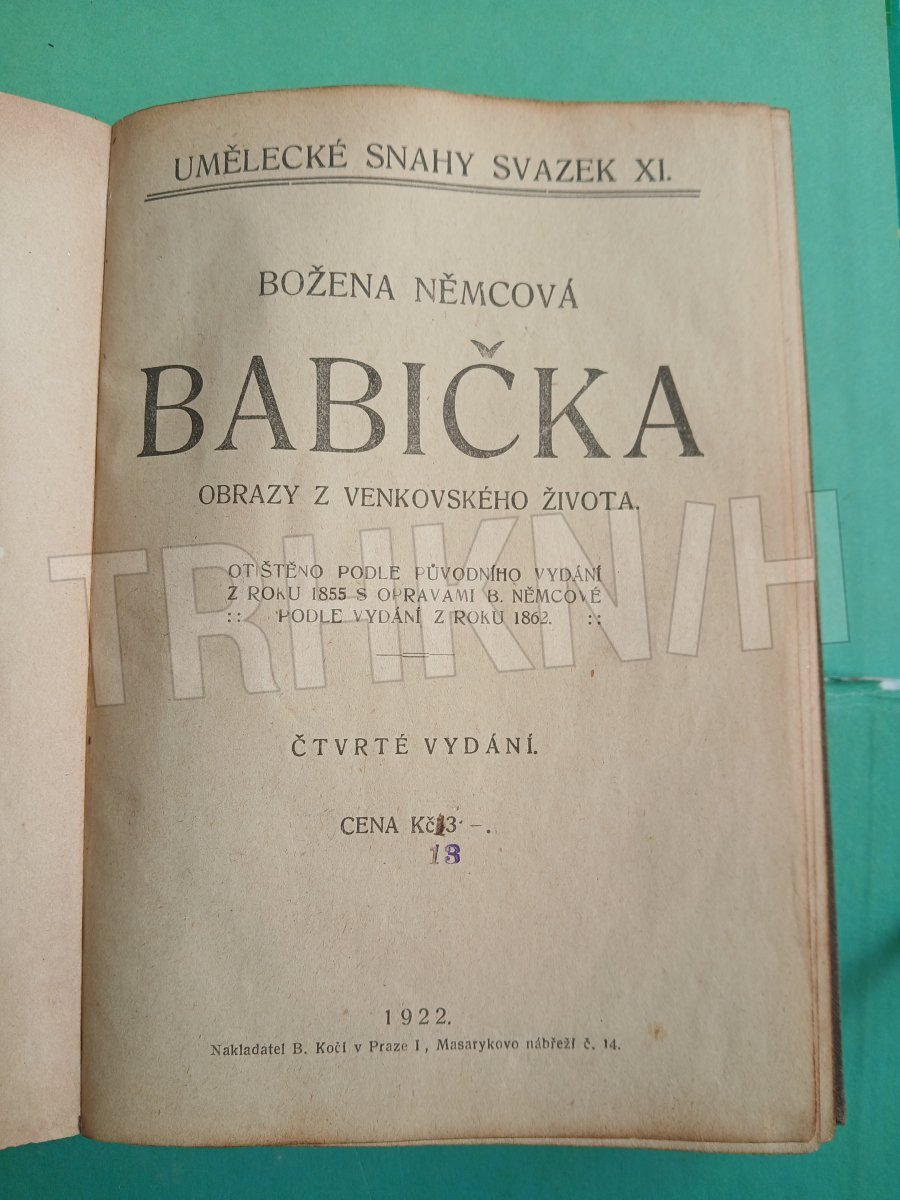 UMĚLECKÉ SNAHY SVAZEK XI.
BOŽENA NĚMCOVÁ
BABIČKA
OBRAZY Z VENKOVSKÉHO ŽIVOTA.
OTIŠTĚNO PODLE PŮVODNÍHO VYDÁNÍ
Z ROKU 1855 S OPRAVAMI B. NĚMCOVÉ
:: PODLE VYDÁNÍ Z ROKU 1862. ::
TRHKNIH
ČTVRTÉ VYDÁNÍ.
CENA Kč 13·–.
18
1922.
Nakladatel B. Kočí v Praze I, Masarykovo nábřeží č. 14.